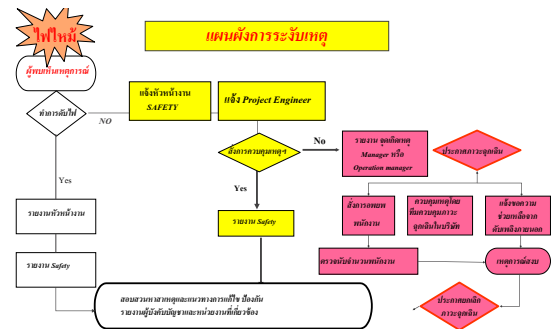 ไฟไหม้
แผนผังการระงับเหตุ
ผู้พบเห็นเหตุการณ์
ทำการดับไฟ
NO
แจ้งหัวหน้างาน
SAFETY
แจ้ง Project Engineer
สั่งการควบคุมเหตุฯ
No
รายงาน จุดเกิดเหตุ
Manager หรือ
Operation manager
ประกาศภาวะฉุกเฉิน
Yes
Yes
รายงานหัวหน้างาน
รายงาน Safety
รายงาน Safety
สั่งการอพยพ
พนักงาน
ควบคุมเหตุโดย
ทีมควบคุมภาวะ
ฉุกเฉินในบริษัท
แจ้งขอความ
ช่วยเหลือจาก
ดับเพลิงภายนอก
ตรวจนับจำนวนพนักงาน
เหตุการณ์สงบ
สอบสวนหาสาเหตุและแนวทางการแก้ไข ป้องกัน
รายงานผู้บังคับบัญชาและหน่วยงานที่เกี่ยวข้อง
ประกาศยกเลิก
ภาวะฉุกเฉิน